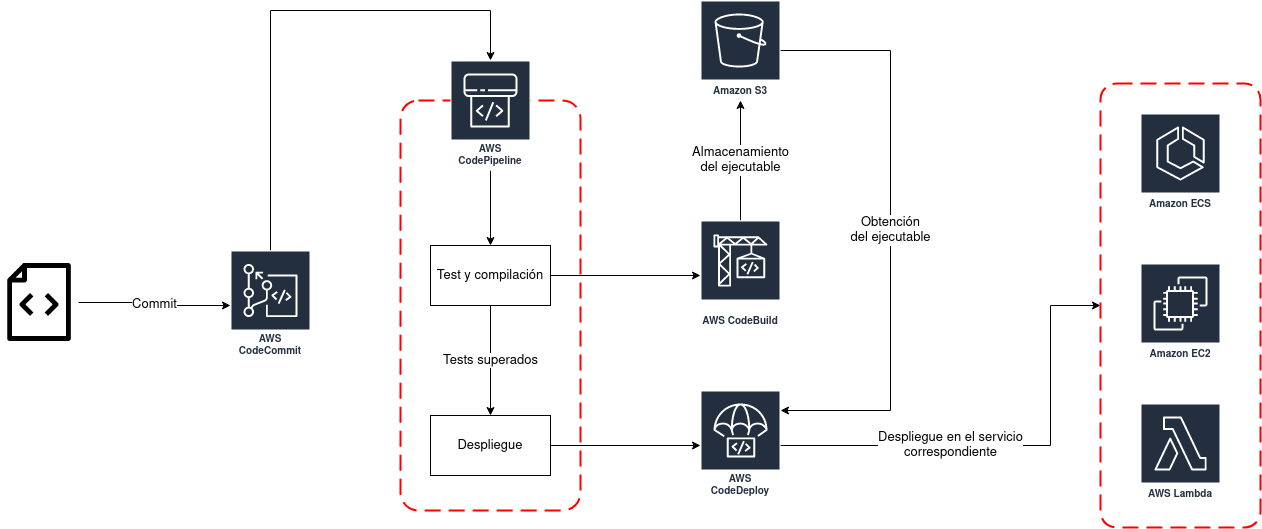 Commit
AWS
CodeCommit
AWS
CodePipeline
Test y compilación
Tests superados
Despliegue
Amazon S3
Almacenamiento
del ejecutable
AWS CodeBuild
Obtención
del ejecutable
AWS
CodeDeploy
Despliegue en el servicio
correspondiente
Amazon ECS
Amazon EC2
AWS Lambda